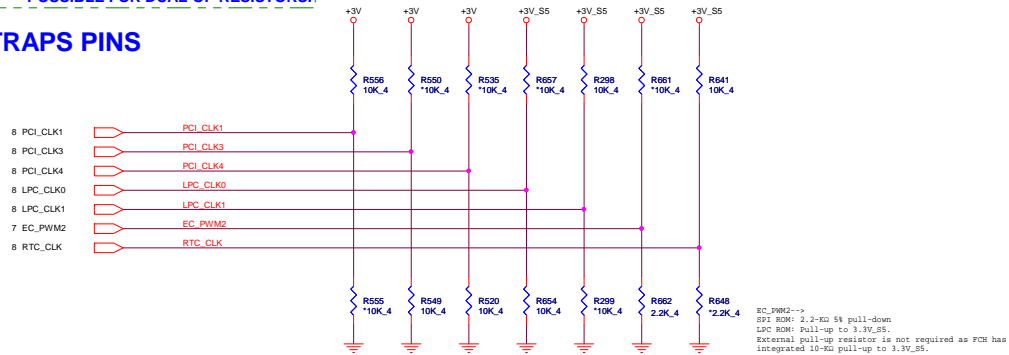 POSSIBLE FOR DUAL OP RESISTORS.
TRAPS PINS
+3V +3V +3V +3V_S5 +3V_S5 +3V_S5 +3V_S5
R556 R550 R535 R657 R298 R661 R641
10K_4 *10K_4 *10K_4 *10K_4 10K_4 *10K_4 10K_4
8 PCI_CLK1 PCI_CLK1
8 PCI_CLK3 PCI_CLK3
8 PCI_CLK4 PCI_CLK4
8 LPC_CLK0 LPC_CLK0
8 LPC_CLK1 LPC_CLK1
7 EC_PWM2 EC_PWM2
8 RTC_CLK RTC_CLK
R555 R549 R520 R654 R299 R662 R648
*10K_4 10K_4 10K_4 10K_4 *10K_4 2.2K_4 *2.2K_4
EC_PWM2-->
SPI ROM: 2.2-KΩ 5% pull-down
LPC ROM: Pull-up to 3.3V_S5.
External pull-up resistor is not required as FCH has
integrated 10-KΩ pull-up to 3.3V_S5.